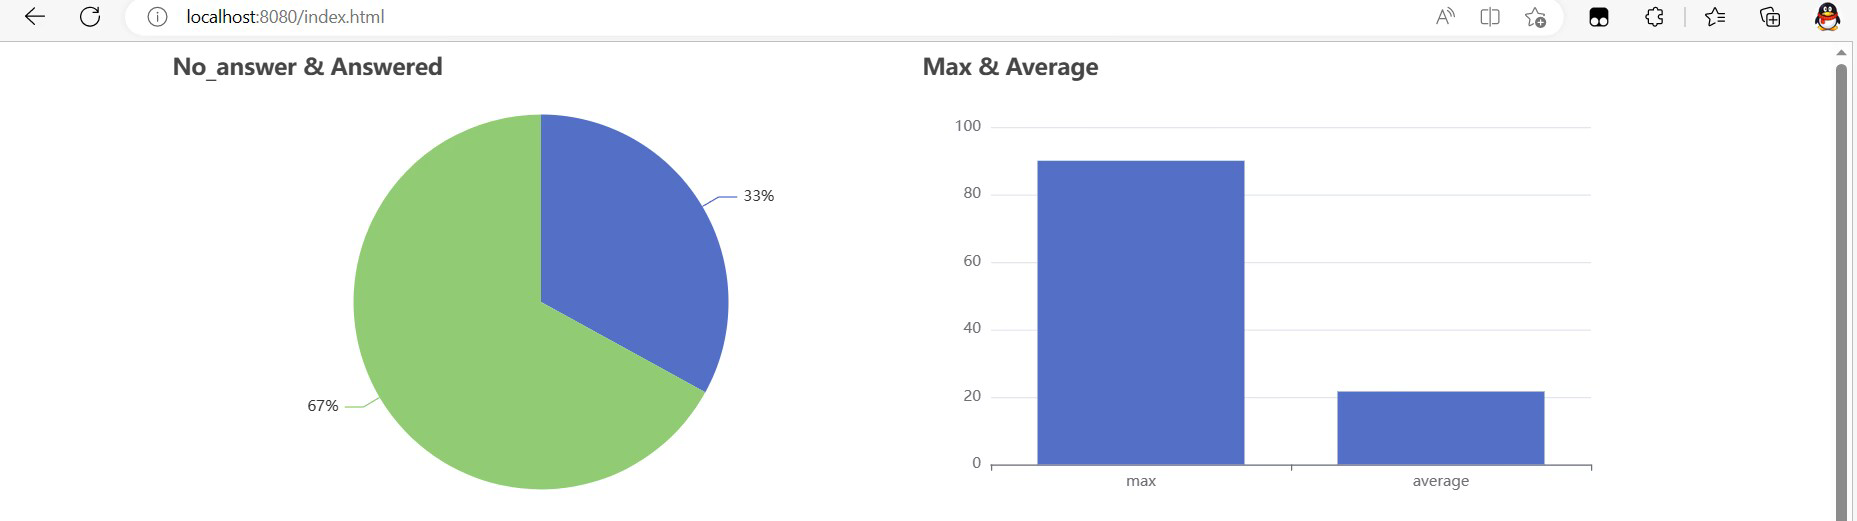 localhost:8080/index.html
No_answer & Answered
33%
67%
Max & Average
100
80
60
40
20
0
max
average